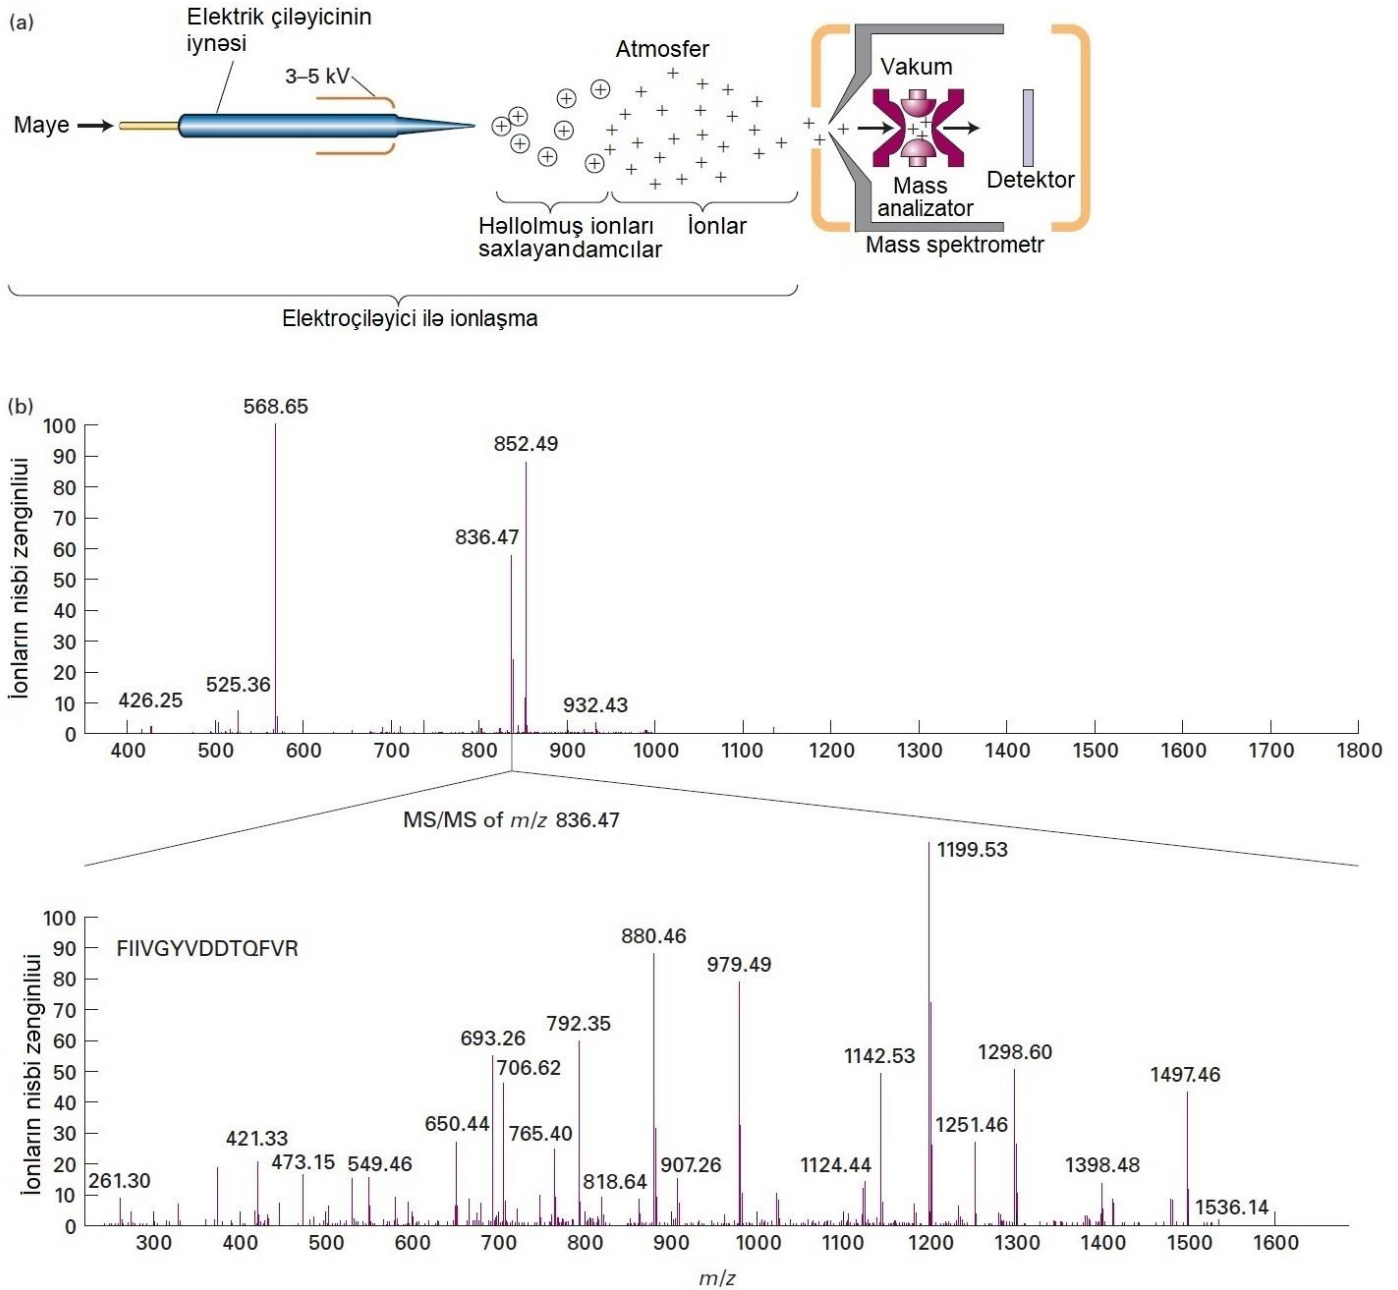 (a)
Elektrik çiləyicinin
iynəsi
3–5 kV
Maye
Atmosfer
Vakum
Mass
analizator
Detektor
Mass spektrometr
Həllolmuş ionları
saxlayandamcılar
İonlar
Elektroçiləyici ilə ionlaşma
(b)
İonların nisbi zənginliui
100
90
80
70
60
50
40
30
20
10
0
568.65
852.49
836.47
525.36
426.25
932.43
400 500 600 700 800 900 1000 1100 1200 1300 1400 1500 1600 1700 1800
MS/MS of m/z 836.47
İonların nisbi zənginliui
100
90
80
70
60
50
40
30
20
10
0
FIIVGYVDDTQFVR
1199.53
880.46
979.49
792.35
693.26
706.62
1142.53
1298.60
1497.46
650.44
765.40
1251.46
421.33
473.15
549.46
261.30
818.64
907.26
1124.44
1398.48
1536.14
300 400 500 600 700 800 900 1000 1100 1200 1300 1400 1500 1600
m/z